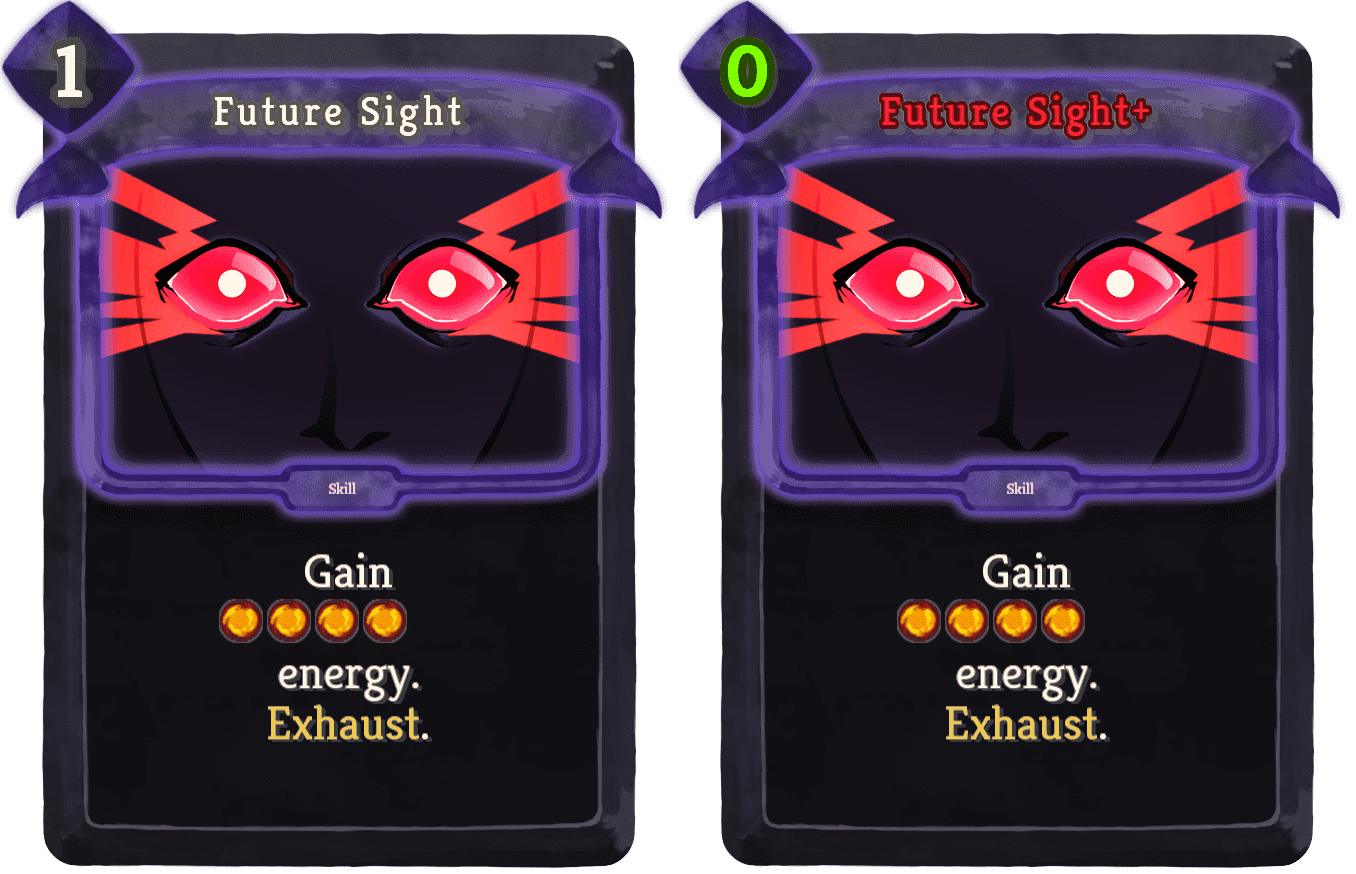 1
Future Sight
Skill
Gain
energy.
Exhaust.
0
Future Sight+
Skill
Gain
energy.
Exhaust.